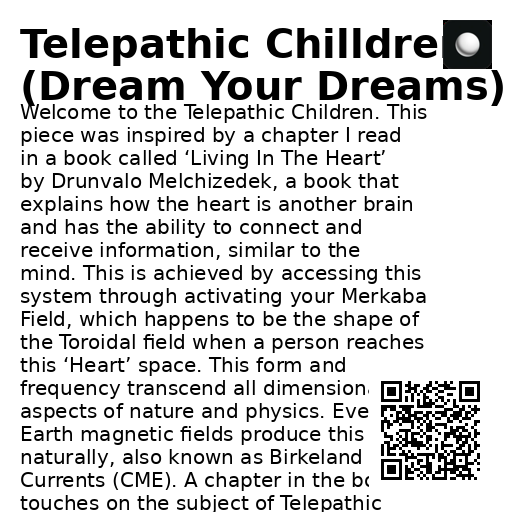 Telepathic Chilldren
(Dream Your Dreams)
Welcome to the Telepathic Children. This
piece was inspired by a chapter I read
in a book called ‘Living In The Heart’
by Drunvalo Melchizedek, a book that
explains how the heart is another brain
and has the ability to connect and
receive information, similar to the
mind. This is achieved by accessing this
system through activating your Merkaba
Field, which happens to be the shape of
the Toroidal field when a person reaches
this ‘Heart’ space. This form and
frequency transcend all dimensional
aspects of nature and physics. Even
Earth magnetic fields produce this
naturally, also known as Birkeland
Currents (CME). A chapter in the book
touches on the subject of Telepathic